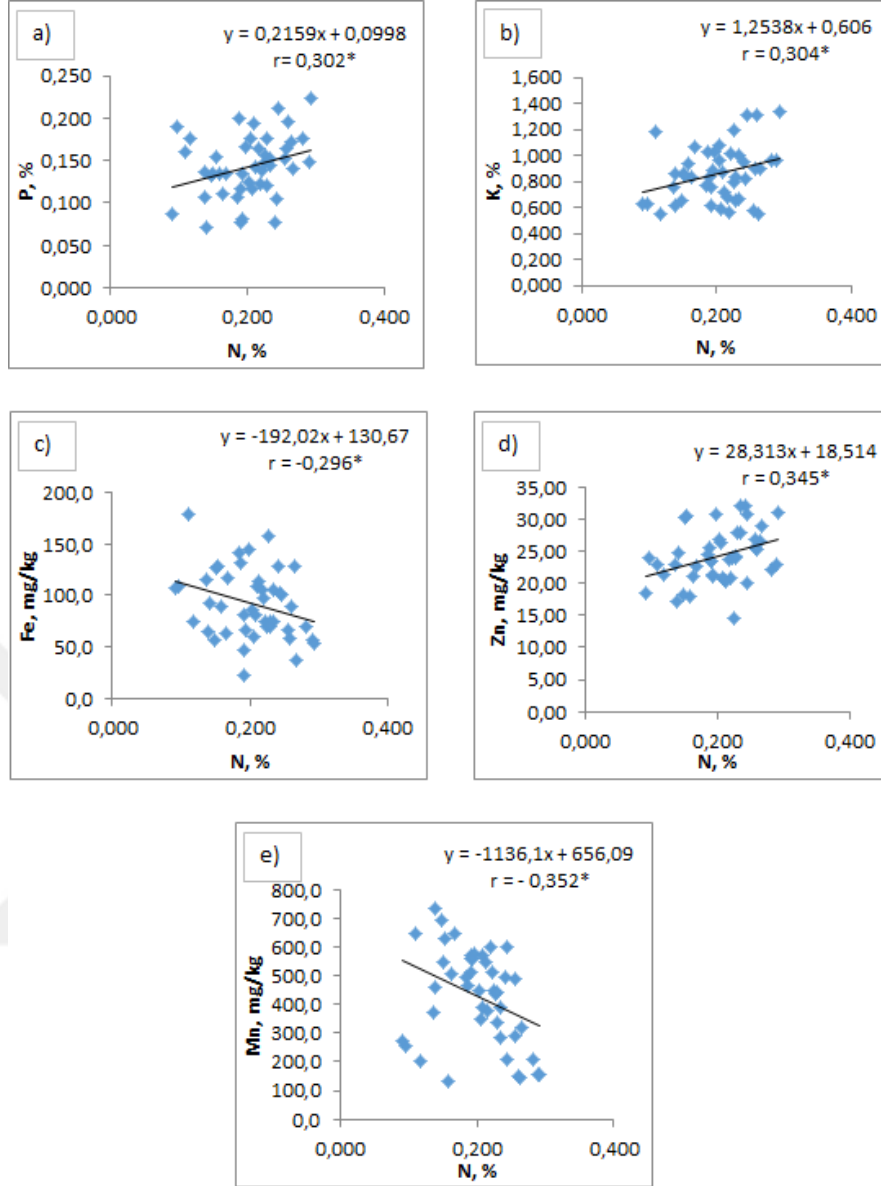 a)
y = 0,2159x + 0,0998
r= 0,302*
0,250
0,200
0,150
0,100
0,050
0,000
P, %
0,000 0,200 0,400
N, %
b)
y = 1,2538x + 0,606
r = 0,304*
1,600
1,400
1,200
1,000
0,800
0,600
0,400
0,200
0,000
K, %
0,000 0,200 0,400
N, %
c)
y = -192,02x + 130,67
r = -0,296*
200,0
150,0
100,0
50,0
0,0
Fe, mg/kg
0,000 0,200 0,400
N, %
d)
y = 28,313x + 18,514
r = 0,345*
35,00
30,00
25,00
20,00
15,00
10,00
5,00
0,00
Zn, mg/kg
0,000 0,200 0,400
N, %
e)
y = -1136,1x + 656,09
r = - 0,352*
800,0
700,0
600,0
500,0
400,0
300,0
200,0
100,0
0,0
Mn, mg/kg
0,000 0,200 0,400
N, %